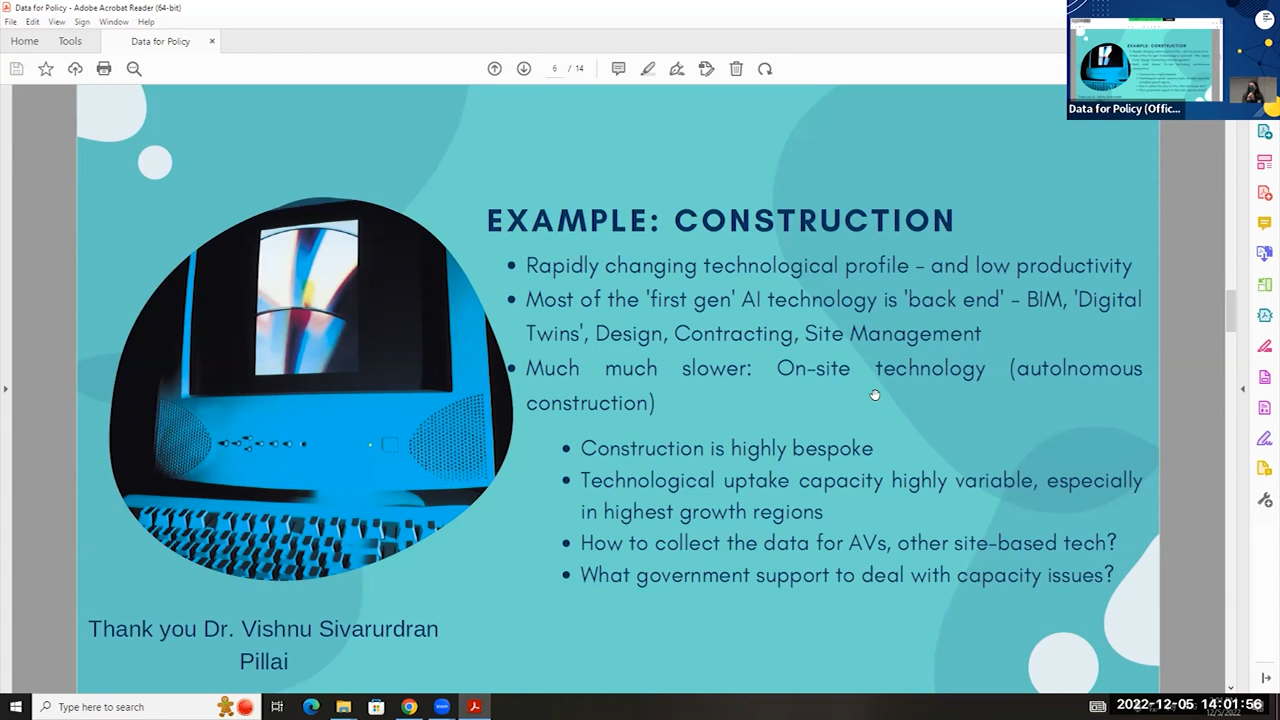 Data for Policy - Adobe Acrobat Reader (64-bit)
File Edit View Sign Window Help
ome Tools Data for Policy
EXAMPLE: CONSTRUCTION
Data for Policy (Offic...
EXAMPLE: CONSTRUCTION
Rapidly changing technological profile - and low productivity
Most of the 'first gen' AI technology is 'back end' - BIM, 'Digital
Twins', Design, Contracting, Site Management
Much much slower: On-site technology (autolnomous
construction)
Construction is highly bespoke
Technological uptake capacity highly variable, especially
in highest growth regions
How to collect the data for AVs, other site-based tech?
What government support to deal with capacity issues?
Thank you Dr. Vishnu Sivarurdran
Pillai
Type here to search
2022-12-05 14:01:56